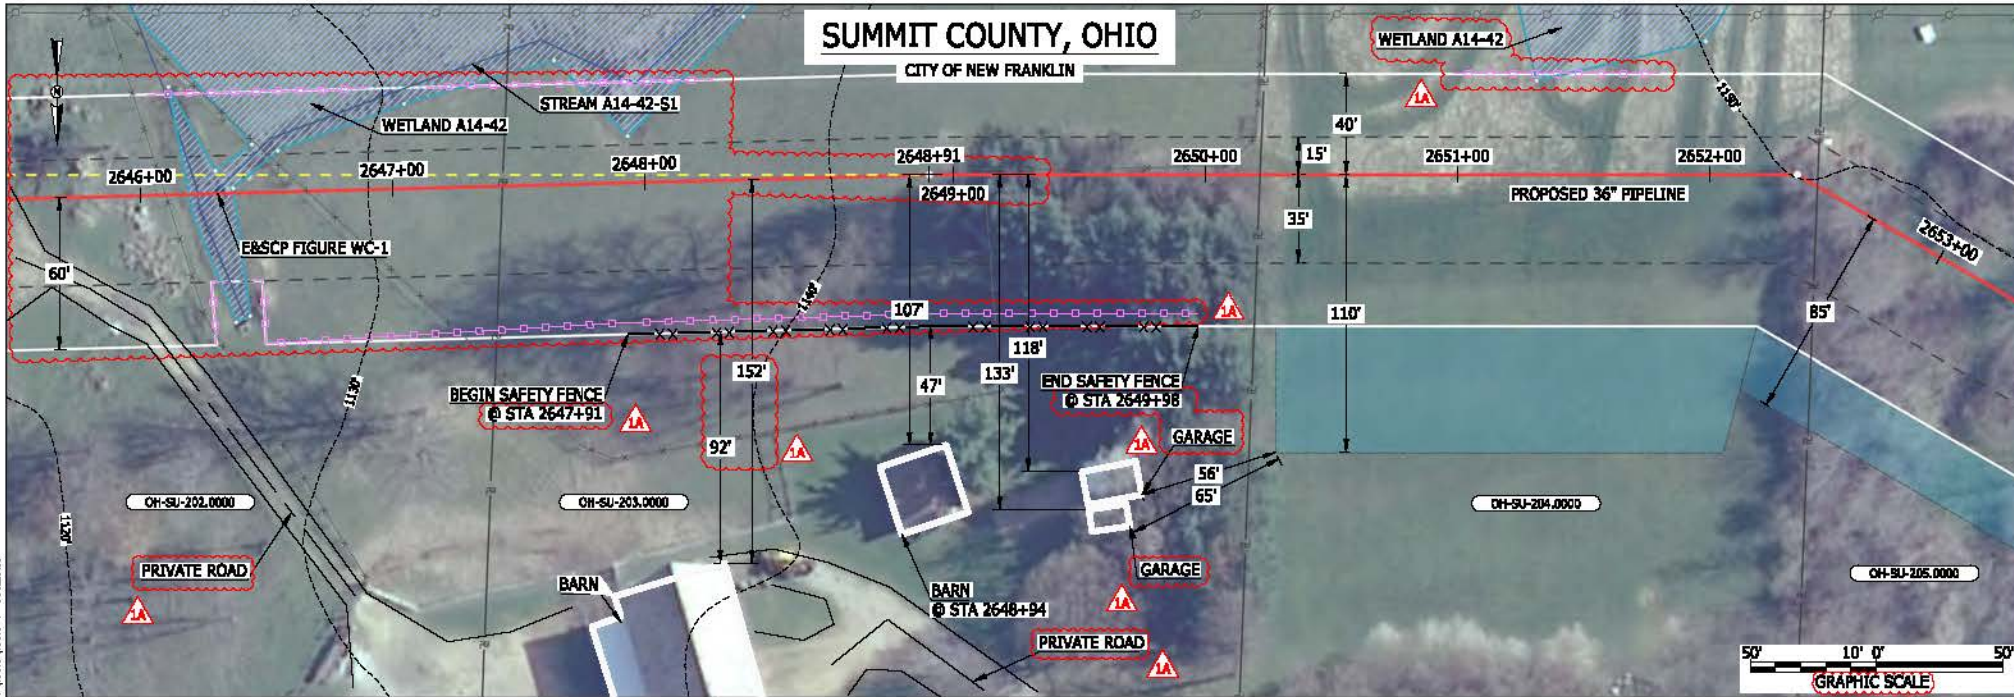 SUMMIT COUNTY, OHIO
CITY OF NEW FRANKLIN
WETLAND A14-42
1A
STREAM A14-42-S1
WETLAND A14-42
N
1150'
40'
15'
2646+00
2647+00
2648+00
2648+91
2649+00
2650+00
2651+00
2652+00
PROPOSED 36" PIPELINE
2653+00
35'
E&SCP FIGURE WC-1
60'
1140'
107'
110'
85'
1A
118'
152'
133'
47'
92'
BEGIN SAFETY FENCE
@ STA 2647+91
1A
1A
END SAFETY FENCE
@ STA 2649+98
1A
GARAGE
56'
65'
1130'
1120'
OH-SU-202.0000
OH-SU-203.0000
OH-SU-204.0000
OH-SU-205.0000
PRIVATE ROAD
1A
BARN
BARN
@ STA 2648+94
GARAGE
1A
PRIVATE ROAD
1A
50' 10' 0' 50'
GRAPHIC SCALE